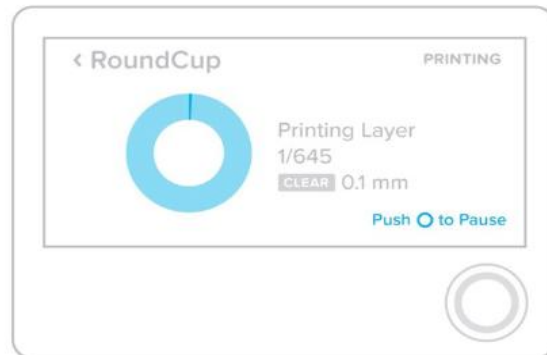 < RoundCup
PRINTING
Printing Layer
1/645
CLEAR 0.1 mm
Push O to Pause